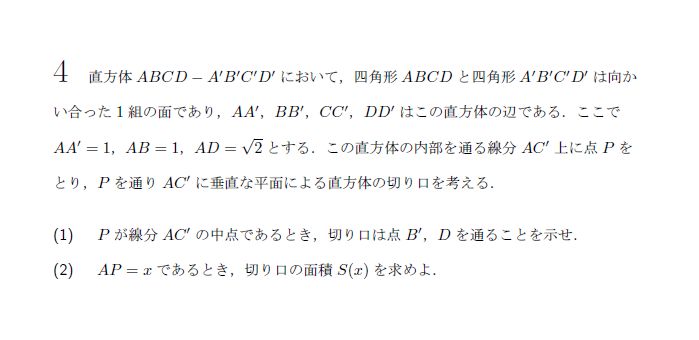 4 直方体 ABCD − A′B′C′D′ において，四角形 ABCD と四角形 A′B′C′D′ は向か
い合った 1 組の面であり，AA′，BB′，CC′，DD′ はこの直方体の辺である．ここで
AA′ = 1，AB = 1，AD = √2 とする．この直方体の内部を通る線分 AC′ 上に点 P を
とり，P を通り AC′ に垂直な平面による直方体の切り口を考える．
(1) P が線分 AC′ の中点であるとき，切り口は点 B′，D を通ることを示せ．
(2) AP = x であるとき，切り口の面積 S(x) を求めよ．